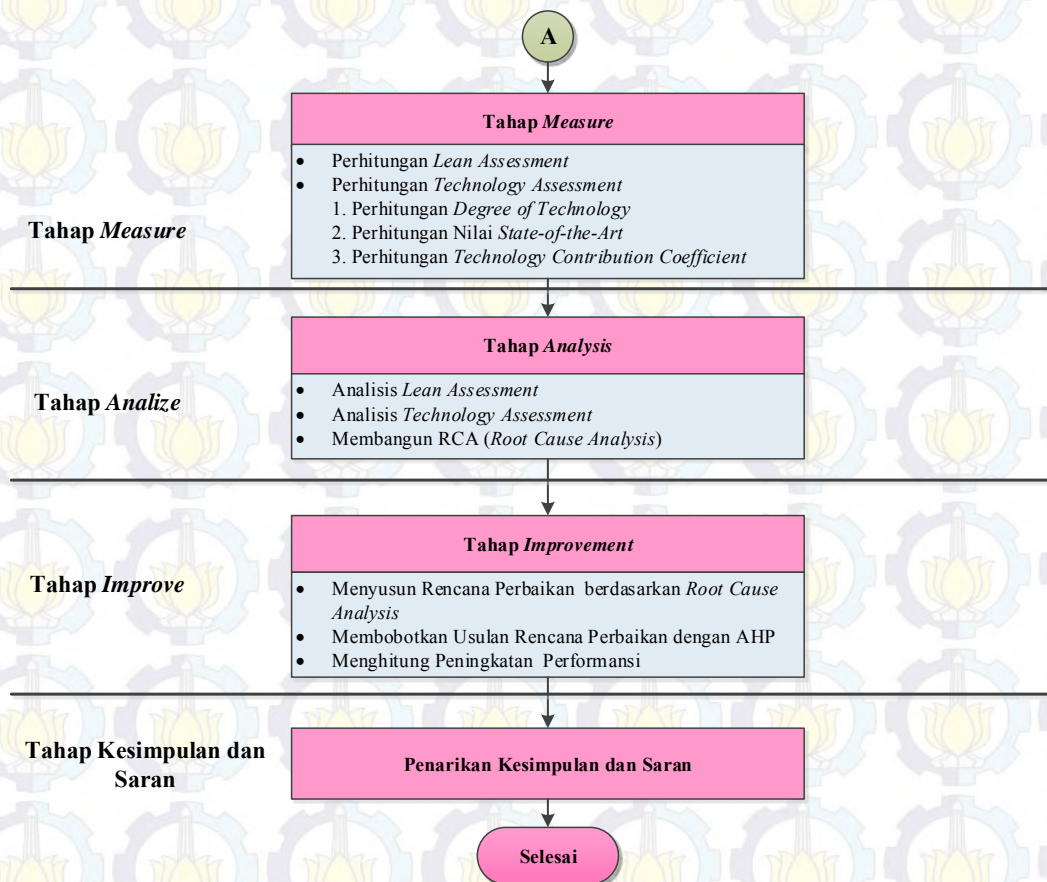 A
Tahap Measure
Tahap Measure
• Perhitungan Lean Assessment
• Perhitungan Technology Assessment
1. Perhitungan Degree of Technology
2. Perhitungan Nilai State-of-the-Art
3. Perhitungan Technology Contribution Coefficient
Tahap Analize
Tahap Analysis
• Analisis Lean Assessment
• Analisis Technology Assessment
• Membangun RCA (Root Cause Analysis)
Tahap Improve
Tahap Improvement
• Menyusun Rencana Perbaikan berdasarkan Root Cause
Analysis
• Membobotkan Usulan Rencana Perbaikan dengan AHP
• Menghitung Peningkatan Performansi
Tahap Kesimpulan dan
Saran
Penarikan Kesimpulan dan Saran
Selesai